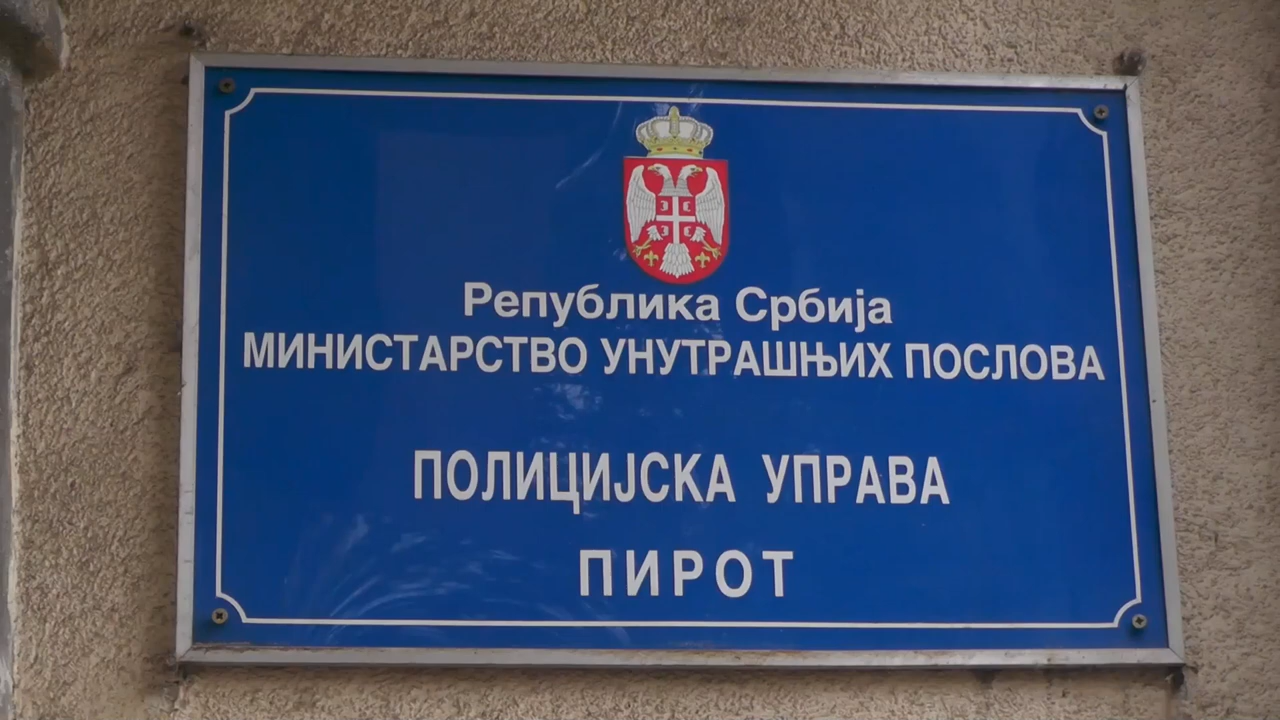 Република Србија
МИНИСТАРСТВО УНУТРАШЊИХ ПОСЛОВА
ПОЛИЦИЈСКА УПРАВА
ПИРОТ